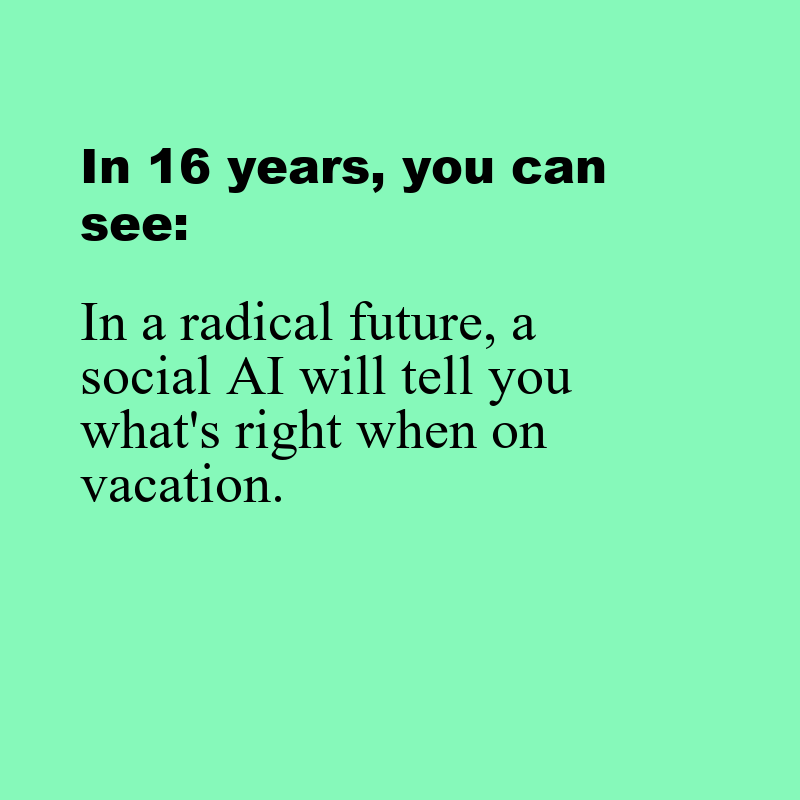 In 16 years, you can
see:
In a radical future, a
social AI will tell you
what's right when on
vacation.